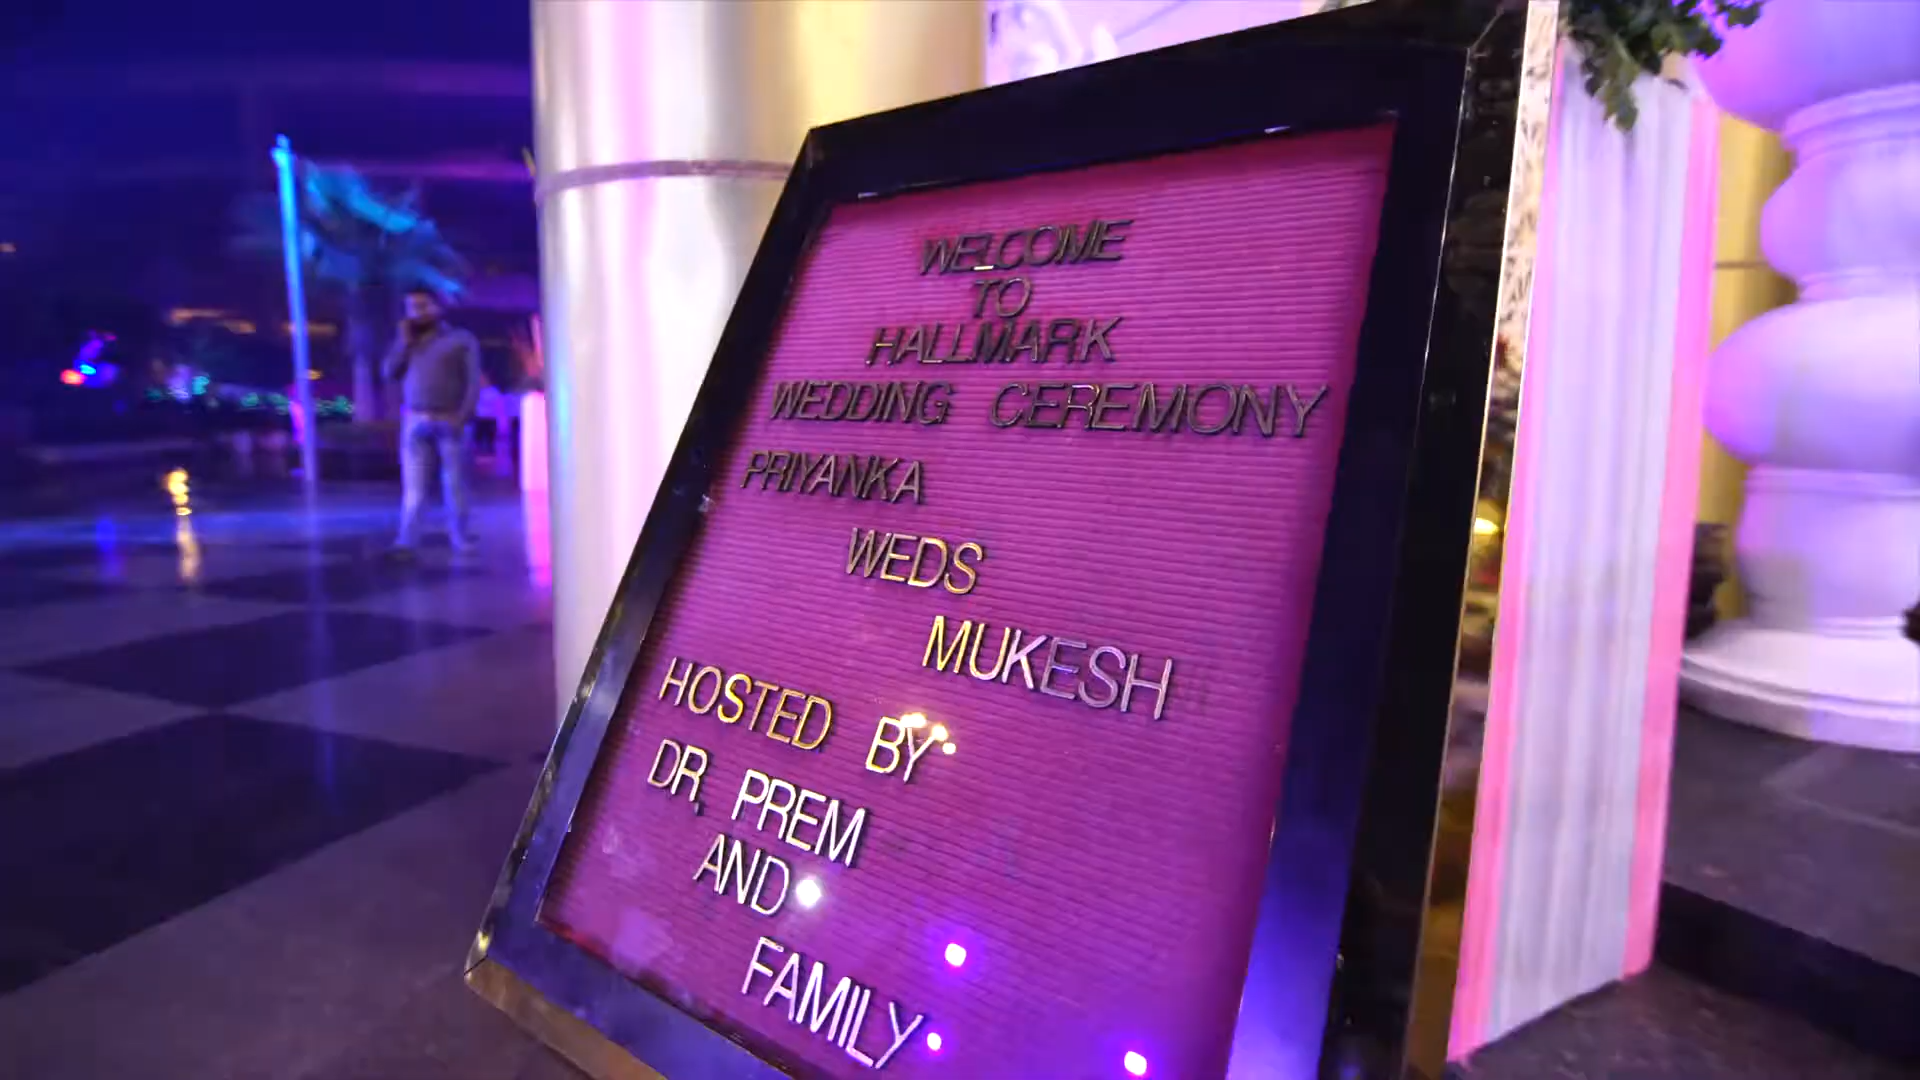 WELCOME
TO
HALLMARK
WEDDING CEREMONY
PRIYANKA
WEDS
MUKESH
HOSTED BY
DR. PREM
AND
FAMILY